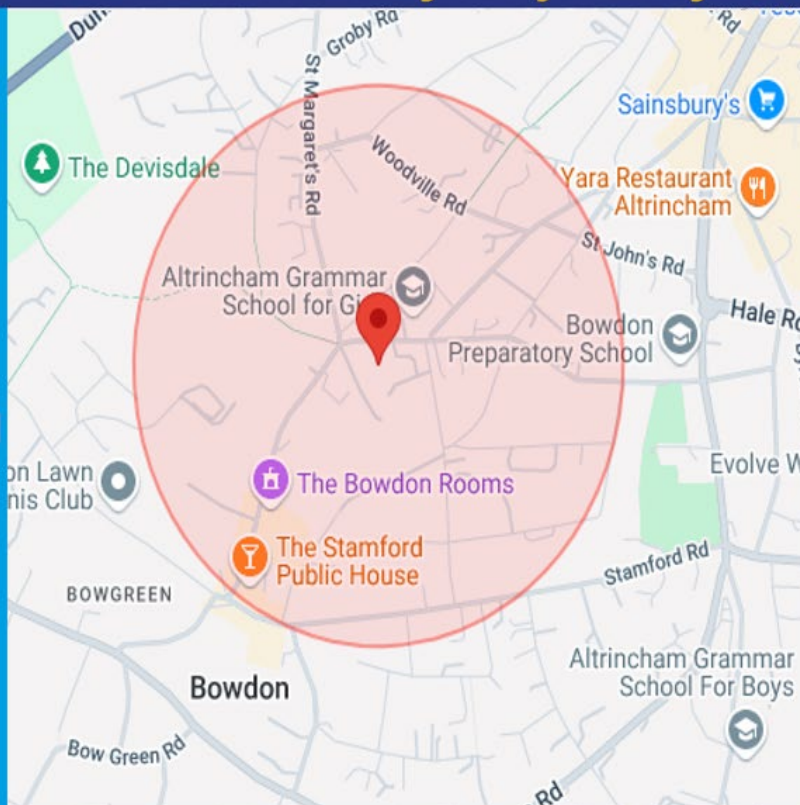 Groby Rd
St Margaret's Rd
Sainsbury's
The Devisdale
Woodville Rd
Yara Restaurant
Altrincham
St John's Rd
Altrincham Grammar
School for Gi
Hale
Bowdon
Preparatory School
on Lawn
nis Club
The Bowdon Rooms
Evolve
The Stamford
Public House
Stamford Rd
BOWGREEN
Altrincham Grammar
School For Boys
Bowdon
Bow Green Rd
Rd